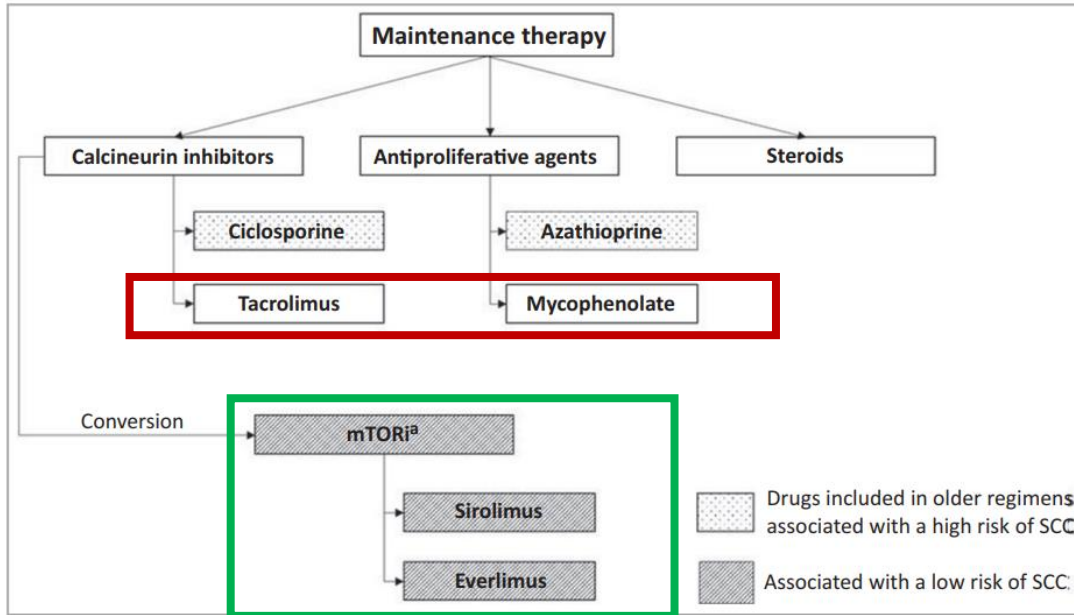 Maintenance therapy
Calcineurin inhibitors
Antiproliferative agents
Steroids
Ciclosporine
Azathioprine
Tacrolimus
Mycophenolate
Conversion
mTORiᵃ
Sirolimus
Everlimus
Drugs included in older regimens
associated with a high risk of SCC
Associated with a low risk of SCC